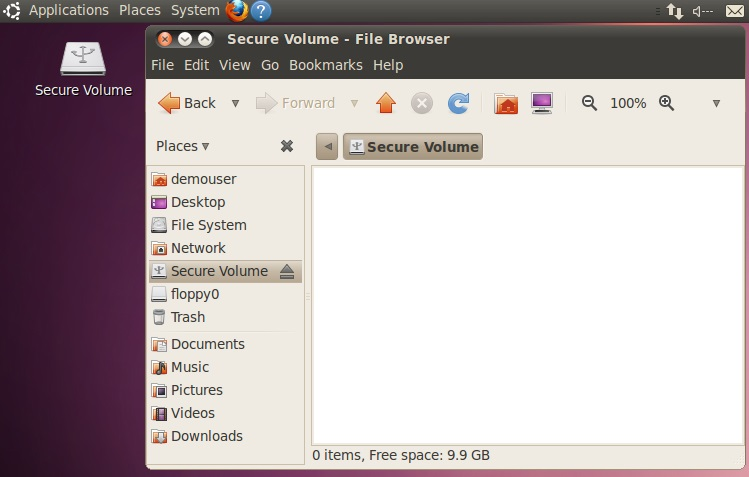 Applications Places System
Secure Volume
Secure Volume - File Browser
File Edit View Go Bookmarks Help
Back Forward 100%
Places
Secure Volume
demouser
Desktop
File System
Network
Secure Volume
floppy0
Trash
Documents
Music
Pictures
Videos
Downloads
0 items, Free space: 9.9 GB